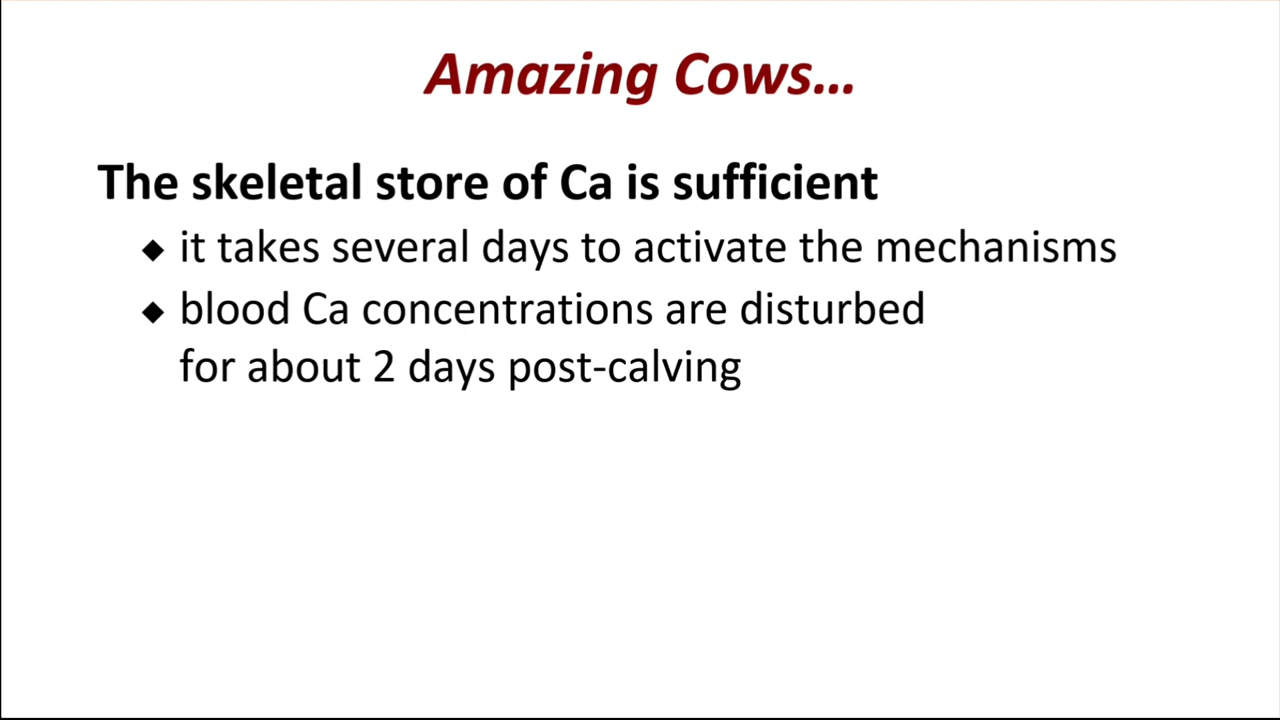 Amazing Cows...
The skeletal store of Ca is sufficient
◆ it takes several days to activate the mechanisms
◆ blood Ca concentrations are disturbed
for about 2 days post-calving